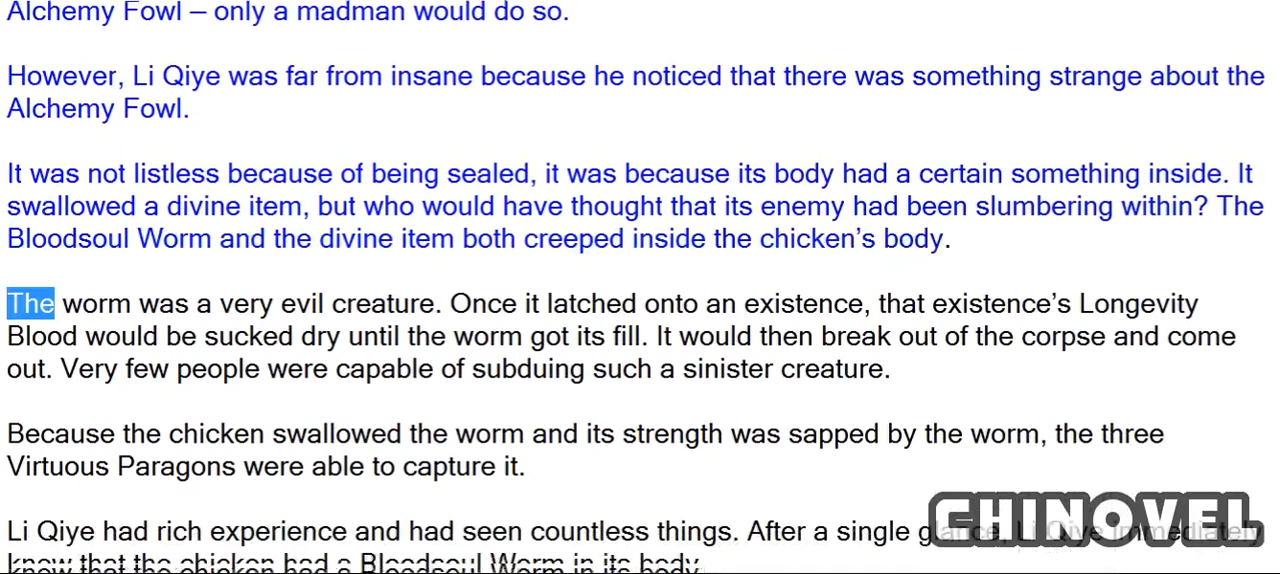 Alchemy Fowl – only a madman would do so.
However, Li Qiye was far from insane because he noticed that there was something strange about the
Alchemy Fowl.
It was not listless because of being sealed, it was because its body had a certain something inside. It
swallowed a divine item, but who would have thought that its enemy had been slumbering within? The
Bloodsoul Worm and the divine item both creeped inside the chicken’s body.
The worm was a very evil creature. Once it latched onto an existence, that existence’s Longevity
Blood would be sucked dry until the worm got its fill. It would then break out of the corpse and come
out. Very few people were capable of subduing such a sinister creature.
Because the chicken swallowed the worm and its strength was sapped by the worm, the three
Virtuous Paragons were able to capture it.
Li Qiye had rich experience and had seen countless things. After a single glance, Li Qiye immediately
knew that the chicken had a Bloodsoul Worm in its body.
CHINOVEL